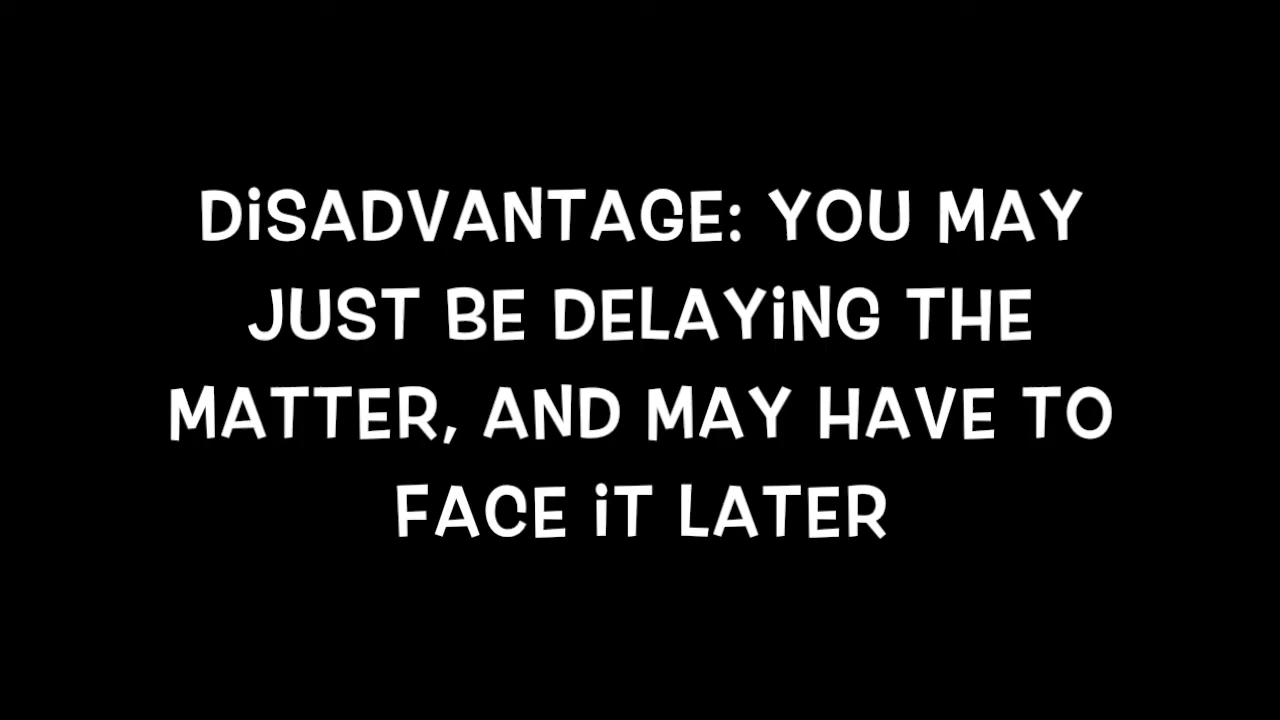 DiSADVANTAGE: YOU MAY
JUST BE DELAYiNG THE
MATTER, AND MAY HAVE TO
FACE iT LATER